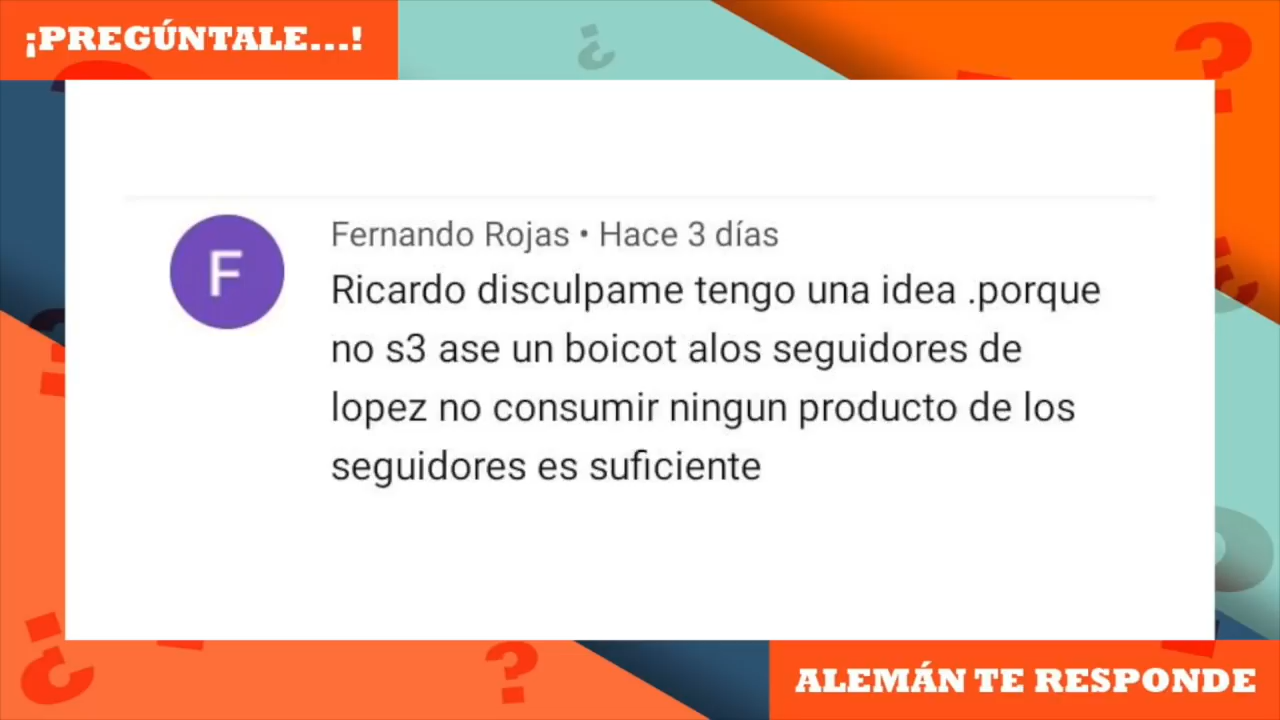 ¡PREGÚNTALE...!
Fernando Rojas • Hace 3 días
Ricardo disculpame tengo una idea .porque
no s3 ase un boicot alos seguidores de
lopez no consumir ningun producto de los
seguidores es suficiente
ALEMÁN TE RESPONDE